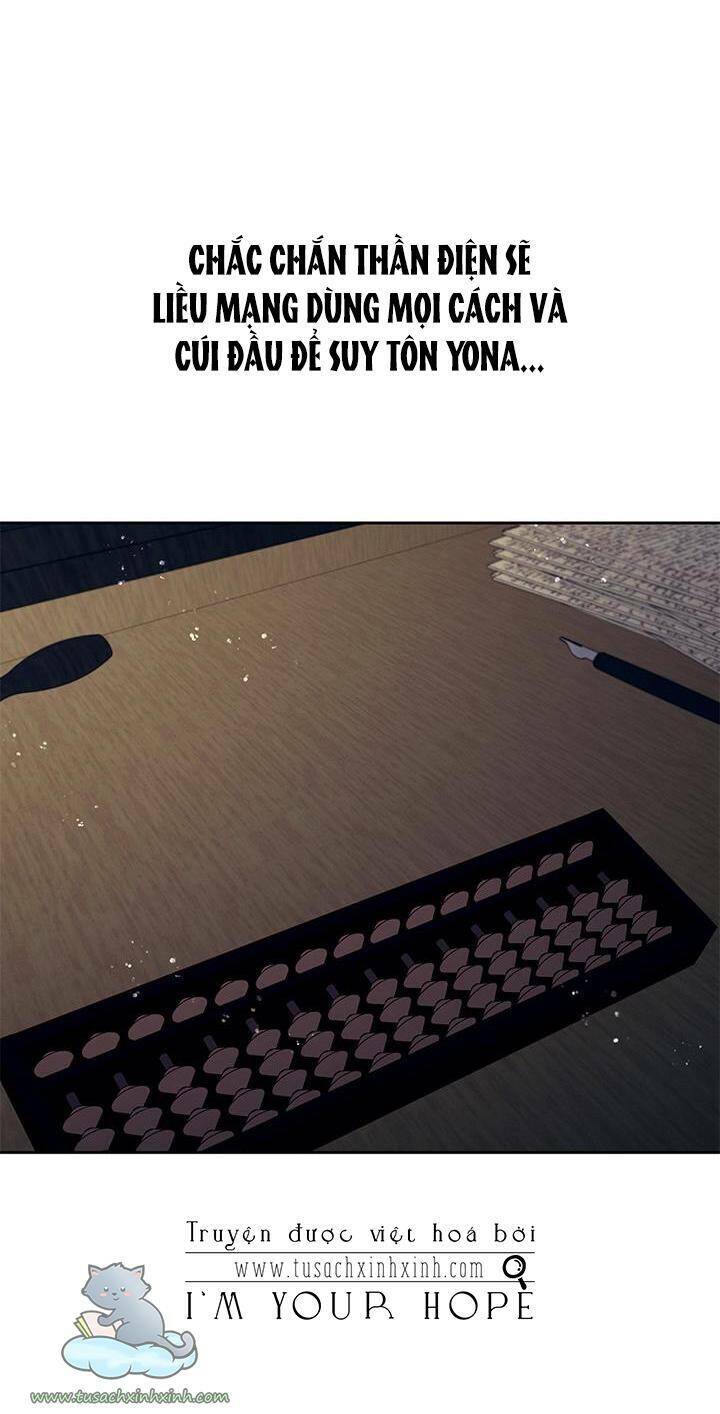 CHẮC CHẮN THẦN ĐIỆN SẼ
LIỀU MẠNG DÙNG MỌI CÁCH VÀ
CÚI ĐẦU ĐỂ SUY TÔN YONA...
Truyện được việt hoá bởi
www.tusachxinhxinh.com
I'M YOUR HOPE
www.tusachxinhxinh.com